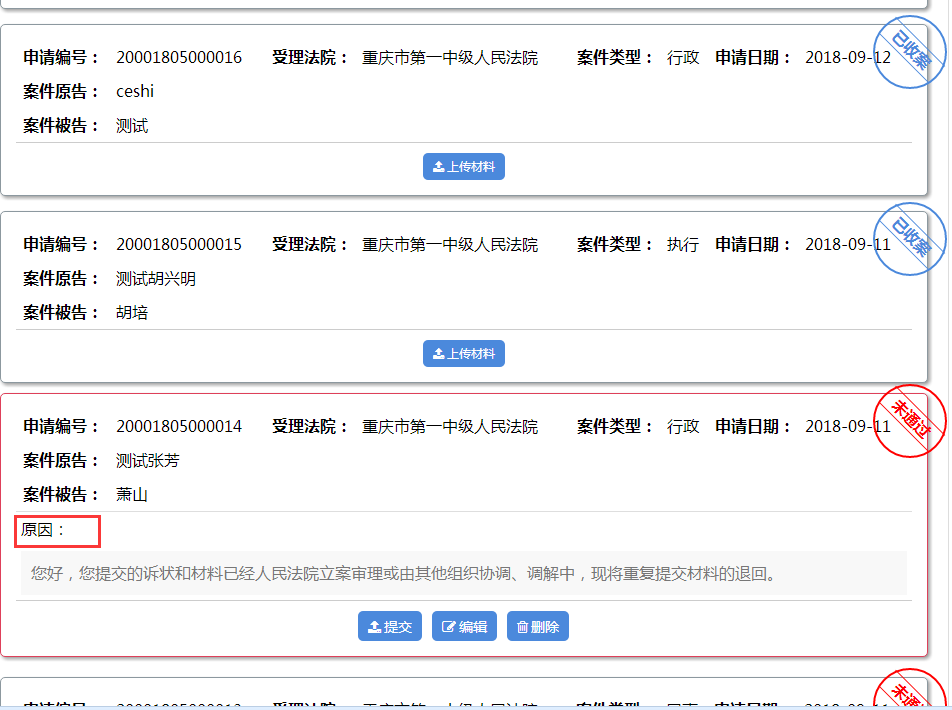 申请编号： 20001805000016 受理法院： 重庆市第一中级人民法院 案件类型： 行政 申请日期： 2018-09-12
已收案
案件原告： ceshi
案件被告： 测试
上传材料
申请编号： 20001805000015 受理法院： 重庆市第一中级人民法院 案件类型： 执行 申请日期： 2018-09-11
已收案
案件原告： 测试胡兴明
案件被告： 胡培
上传材料
申请编号： 20001805000014 受理法院： 重庆市第一中级人民法院 案件类型： 行政 申请日期： 2018-09-11
未通过
案件原告： 测试张芳
案件被告： 萧山
原因：
您好，您提交的诉状和材料已经人民法院立案审理或由其他组织协调、调解中，现将重复提交材料的退回。
提交 编辑 删除